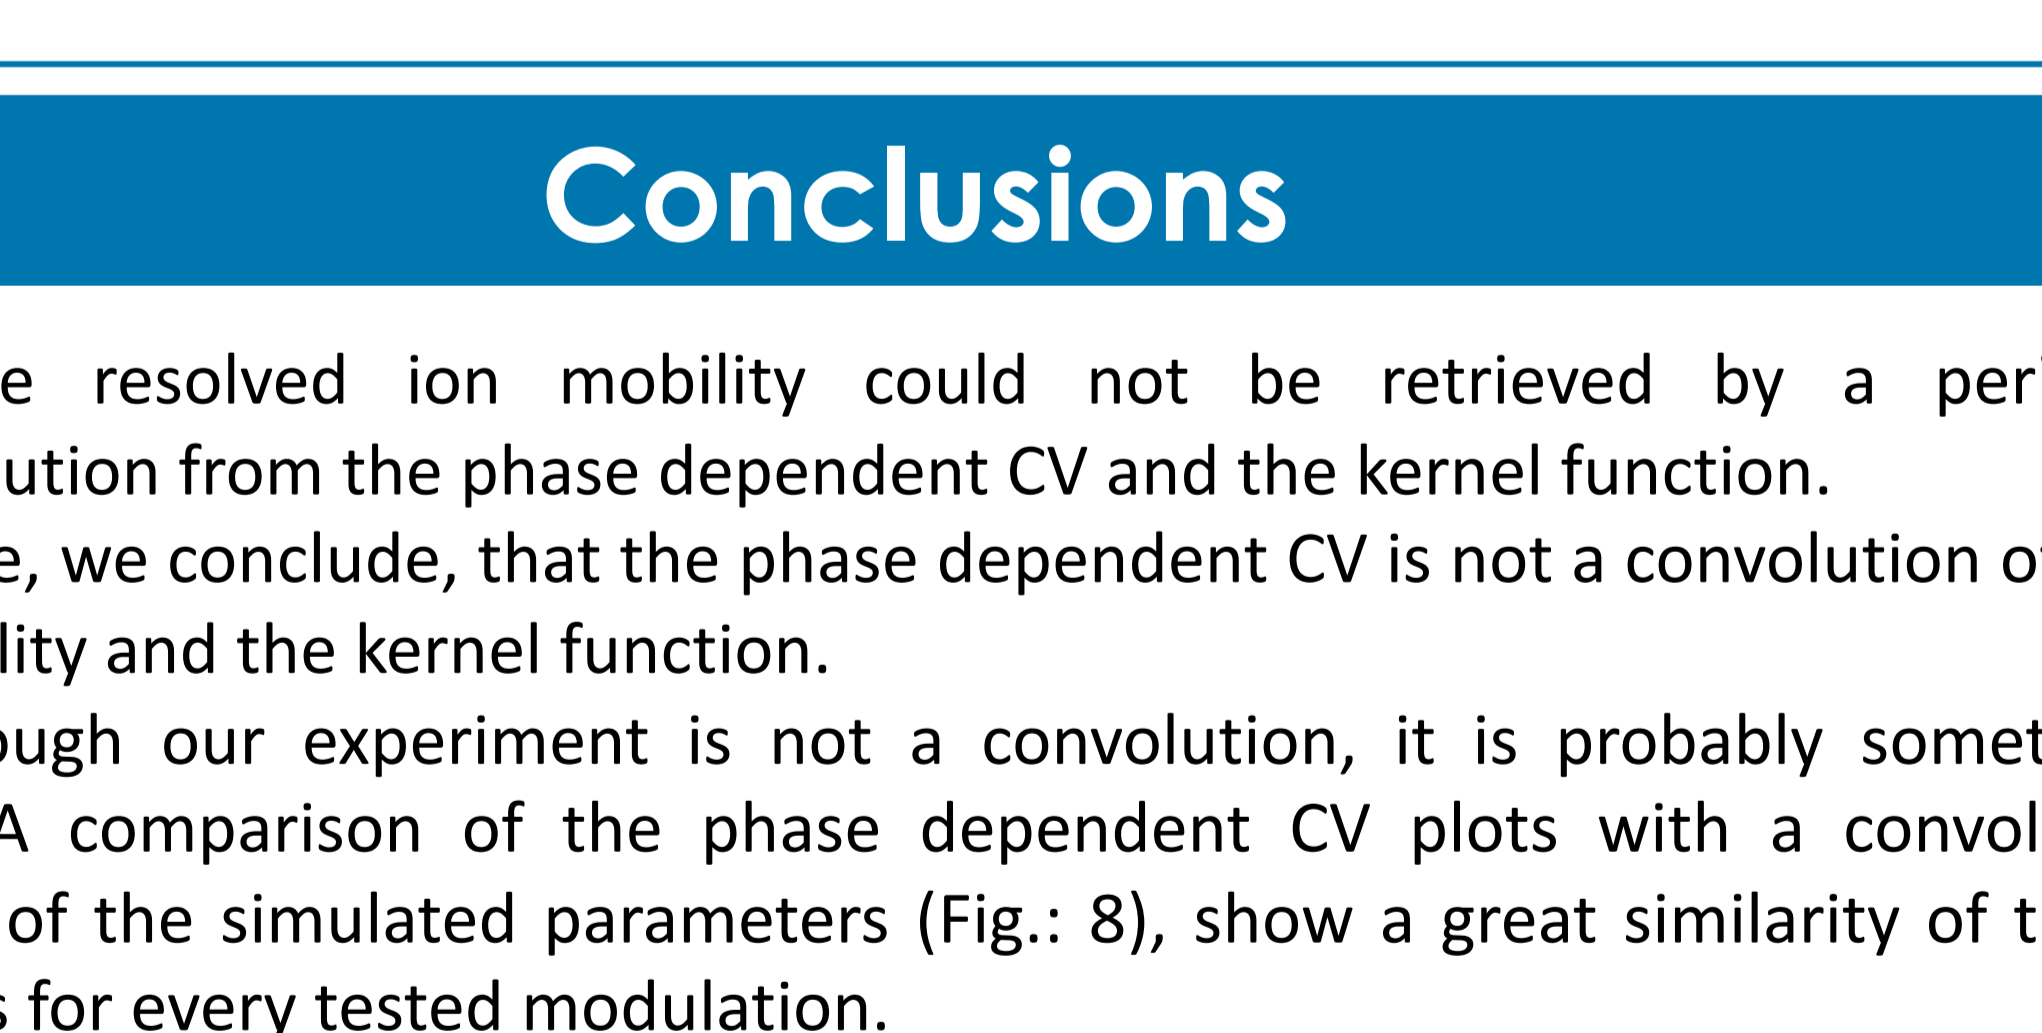 Conclusions
e resolved ion mobility could not be retrieved by a per
ution from the phase dependent CV and the kernel function.
e, we conclude, that the phase dependent CV is not a convolution o
lity and the kernel function.
ough our experiment is not a convolution, it is probably somet
A comparison of the phase dependent CV plots with a convol
of the simulated parameters (Fig.: 8), show a great similarity of t
s for every tested modulation.